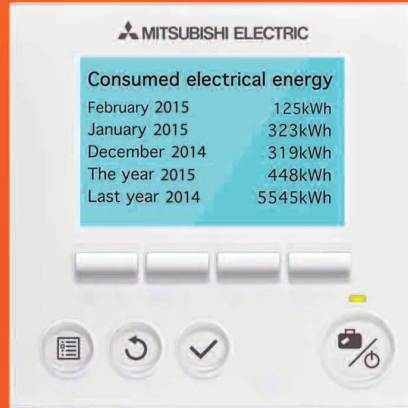 MITSUBISHI ELECTRIC
Consumed electrical energy
February 2015 125kWh
January 2015 323kWh
December 2014 319kWh
The year 2015 448kWh
Last year 2014 5545kWh